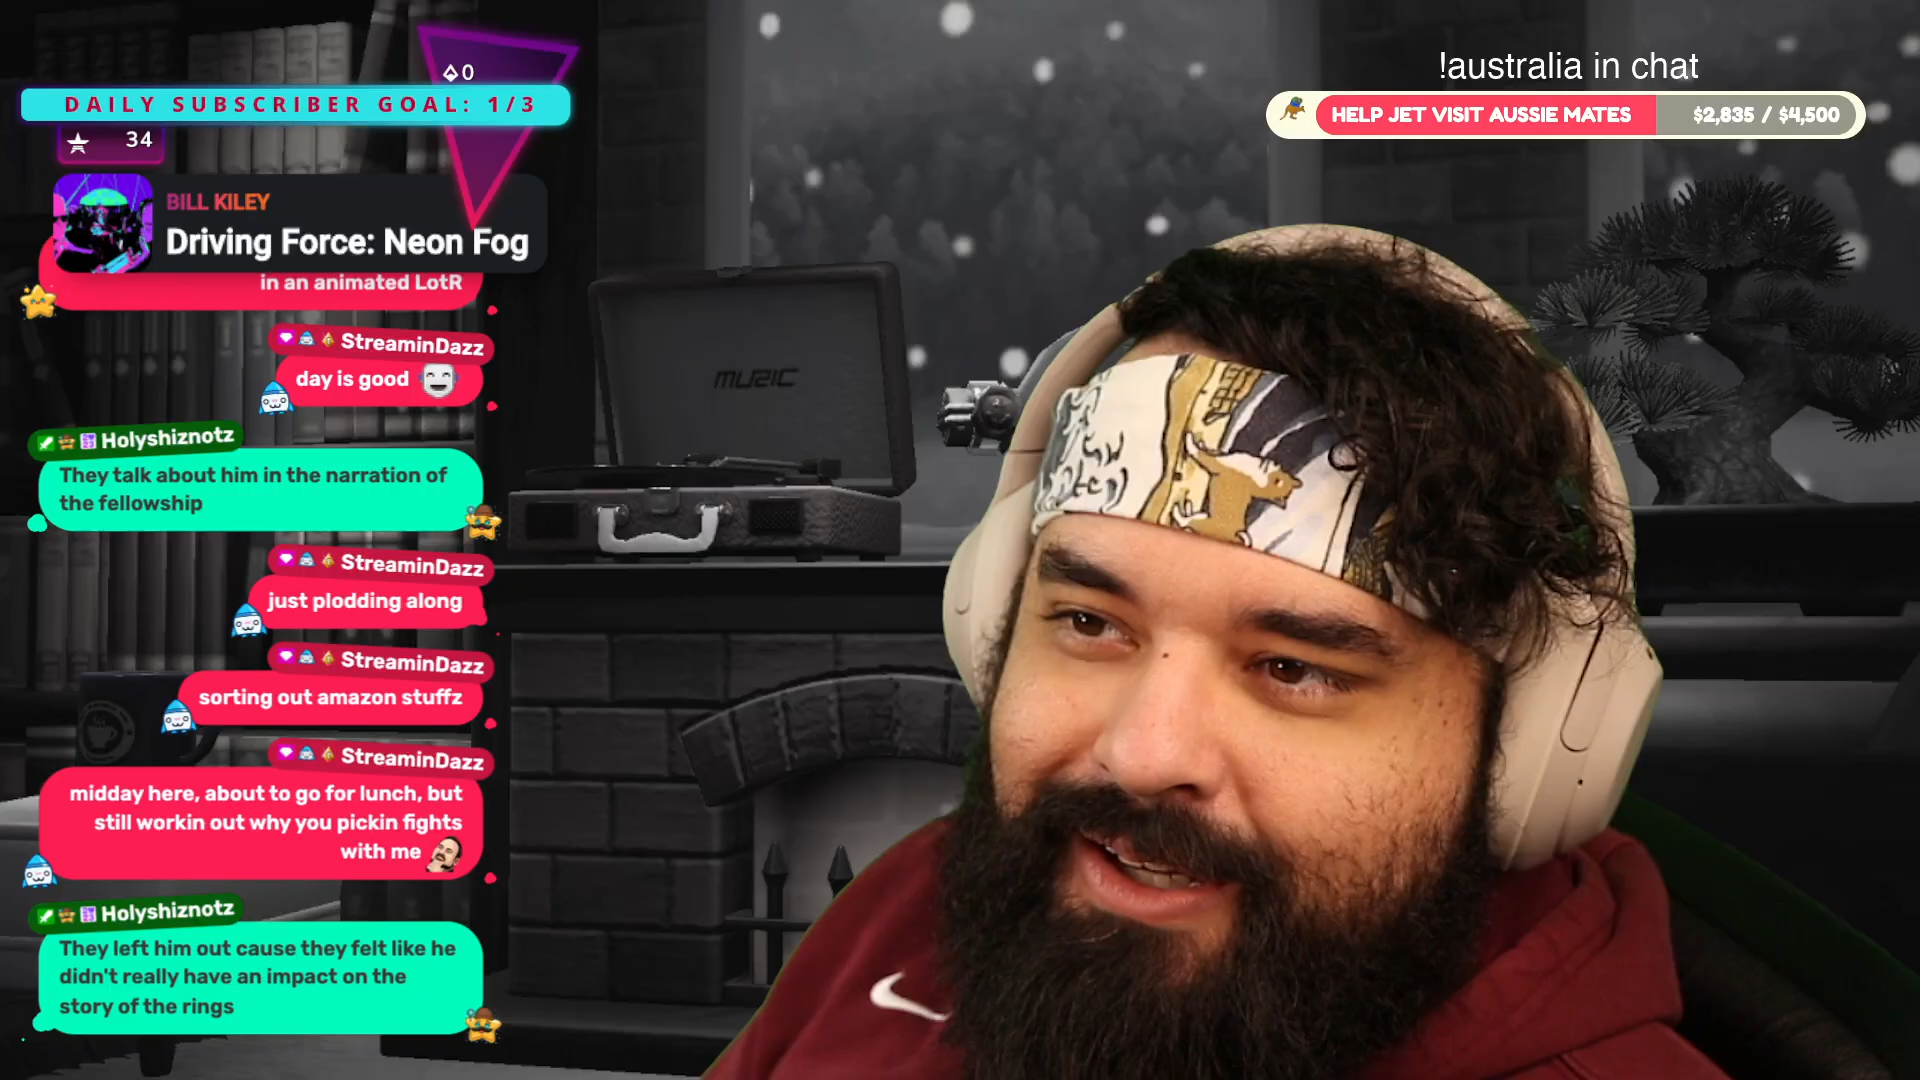 0
DAILY SUBSCRIBER GOAL: 1/3
34
BILL KILEY
Driving Force: Neon Fog
in an animated LotR
StreaminDazz
day is good
Holyshiznotz
They talk about him in the narration of
the fellowship
StreaminDazz
just plodding along
StreaminDazz
sorting out amazon stuffz
StreaminDazz
midday here, about to go for lunch, but
still workin out why you pickin fights
with me
Holyshiznotz
They left him out cause they felt like he
didn't really have an impact on the
story of the rings
MUZIC
!australia in chat
HELP JET VISIT AUSSIE MATES
$2,835 / $4,500